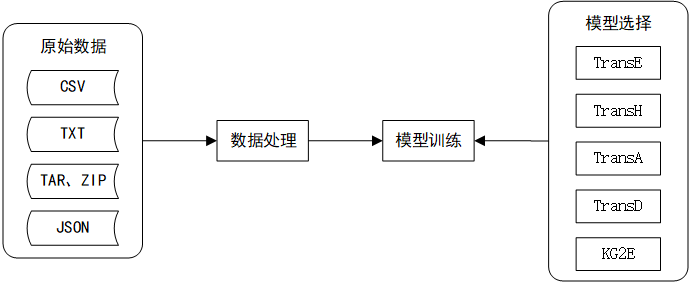 原始数据
CSV
TXT
TAR、ZIP
JSON
数据处理
模型训练
模型选择
TransE
TransH
TransA
TransD
KG2E